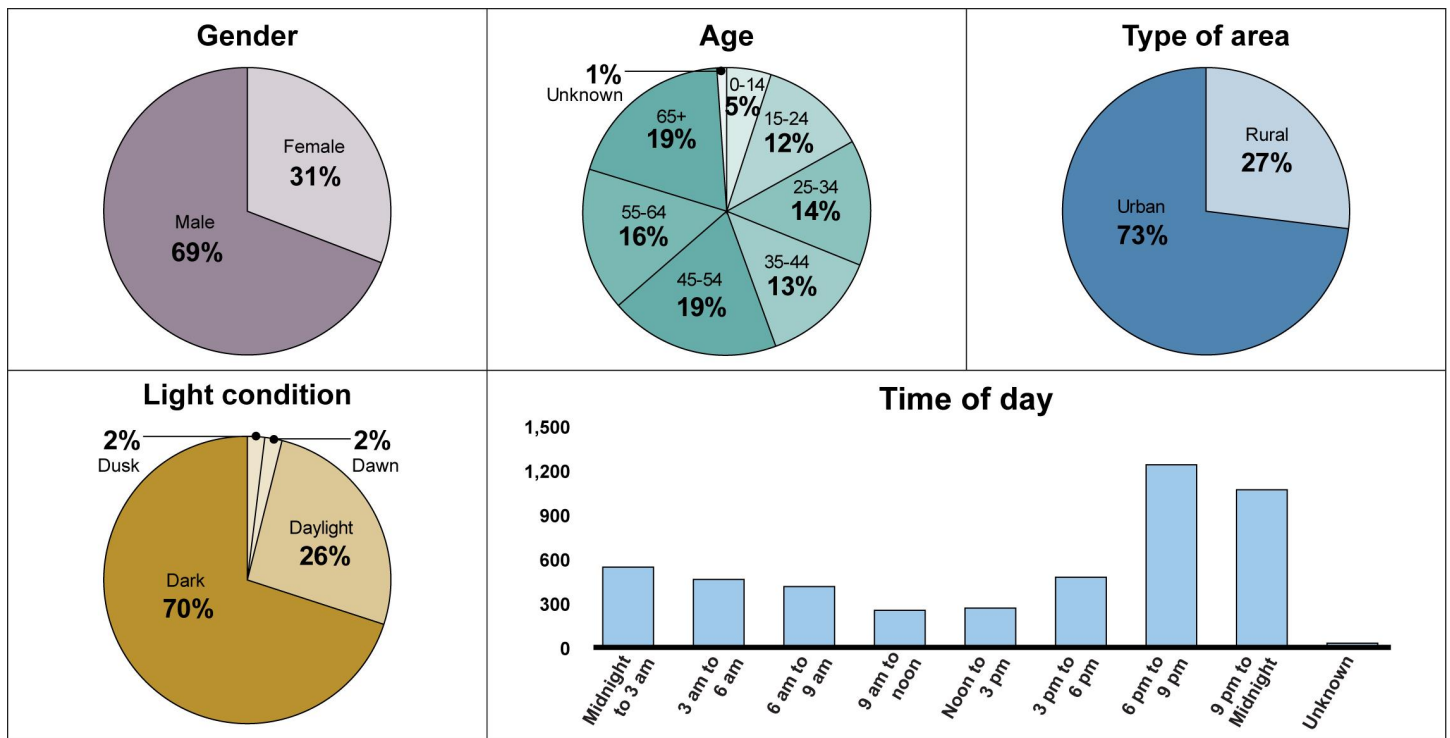 Gender
Female
31%
Male
69%
Age
1%
Unknown
0-14
5%
15-24
12%
25-34
14%
35-44
13%
45-54
19%
55-64
16%
65+
19%
Type of area
Rural
27%
Urban
73%
Light condition
2%
Dusk
2%
Dawn
Daylight
26%
Dark
70%
Time of day
1,500
1,200
900
600
300
0
Midnight
to 3 am
3 am to
6 am
6 am to
9 am
9 am to
noon
Noon to
3 pm
3 pm to
6 pm
6 pm to
9 pm
9 pm to
Midnight
Unknown